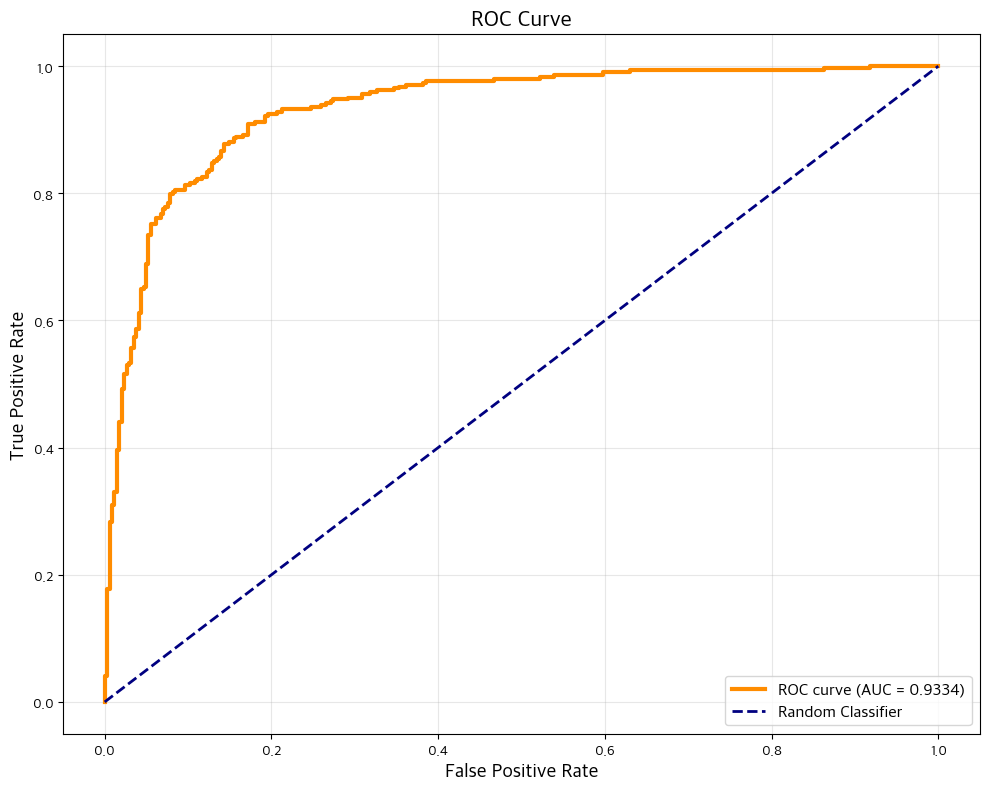 ROC Curve
True Positive Rate
1.0
0.8
0.6
0.4
0.2
0.0
0.0 0.2 0.4 0.6 0.8 1.0
False Positive Rate
ROC curve (AUC = 0.9334)
Random Classifier